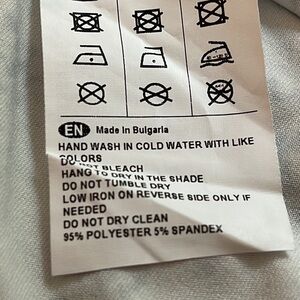 EN Made in Bulgaria
HAND WASH IN COLD WATER WITH LIKE
COLORS
DO NOT BLEACH
HANG TO DRY IN THE SHADE
DO NOT TUMBLE DRY
LOW IRON ON REVERSE SIDE ONLY IF
NEEDED
DO NOT DRY CLEAN
95% POLYESTER 5% SPANDEX